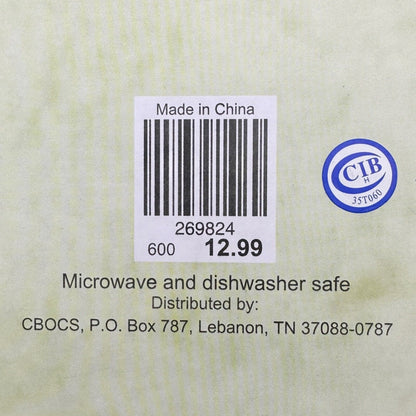 Made in China
269824
600 12.99
CIB
H
35T060
Microwave and dishwasher safe
Distributed by:
CBOCS, P.O. Box 787, Lebanon, TN 37088-0787